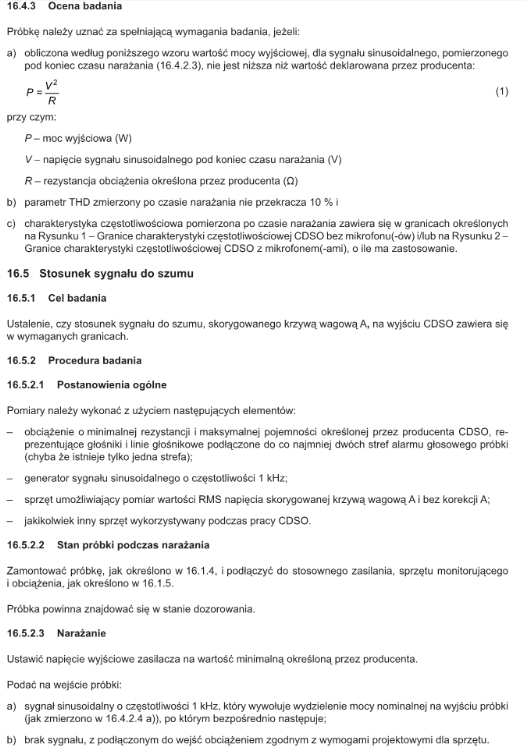 16.4.3 Ocena badania
Próbkę należy uznać za spełniającą wymagania badania, jeżeli:
a) obliczona według poniższego wzoru wartość mocy wyjściowej, dla sygnału sinusoidalnego, pomierzonego
pod koniec czasu narażania (16.4.2.3), nie jest niższa niż wartość deklarowana przez producenta:
P = V²/R (1)
przy czym:
P – moc wyjściowa (W)
V – napięcie sygnału sinusoidalnego pod koniec czasu narażania (V)
R – rezystancja obciążenia określona przez producenta (Ω)
b) parametr THD zmierzony po czasie narażania nie przekracza 10 % i
c) charakterystyka częstotliwościowa pomierzona po czasie narażania zawiera się w granicach określonych
na Rysunku 1 – Granice charakterystyki częstotliwościowej CDSO bez mikrofonu(-ów) i/lub na Rysunku 2 –
Granice charakterystyki częstotliwościowej CDSO z mikrofonem(-ami), o ile ma zastosowanie.
16.5 Stosunek sygnału do szumu
16.5.1 Cel badania
Ustalenie, czy stosunek sygnału do szumu, skorygowanego krzywą wagową A, na wyjściu CDSO zawiera się
w wymaganych granicach.
16.5.2 Procedura badania
16.5.2.1 Postanowienia ogólne
Pomiary należy wykonać z użyciem następujących elementów:
– obciążenie o minimalnej rezystancji i maksymalnej pojemności określonej przez producenta CDSO, re-
prezentujące głośniki i linie głośnikowe podłączone do co najmniej dwóch stref alarmu głosowego próbki
(chyba że istnieje tylko jedna strefa);
– generator sygnału sinusoidalnego o częstotliwości 1 kHz;
– sprzęt umożliwiający pomiar wartości RMS napięcia skorygowanej krzywą wagową A i bez korekcji A;
– jakikolwiek inny sprzęt wykorzystywany podczas pracy CDSO.
16.5.2.2 Stan próbki podczas narażania
Zamontować próbkę, jak określono w 16.1.4, i podłączyć do stosownego zasilania, sprzętu monitorującego
i obciążenia, jak określono w 16.1.5.
Próbka powinna znajdować się w stanie dozorowania.
16.5.2.3 Narażanie
Ustawić napięcie wyjściowe zasilacza na wartość minimalną określoną przez producenta.
Podać na wejście próbki:
a) sygnał sinusoidalny o częstotliwości 1 kHz, który wywołuje wydzielenie mocy nominalnej na wyjściu próbki
(jak zmierzono w 16.4.2.4 a)), po którym bezpośrednio następuje;
b) brak sygnału, z podłączonym do wejść obciążeniem zgodnym z wymogami projektowymi dla sprzętu.